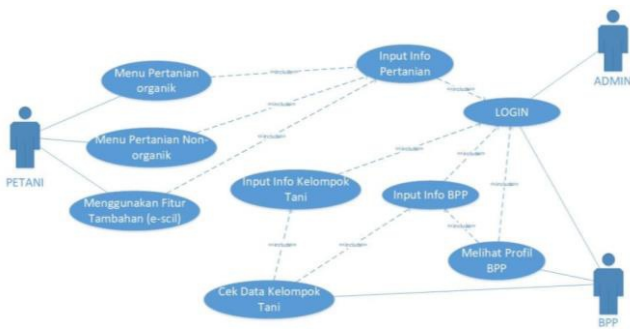 Input Info
Pertanian
ADMIN
Menu Pertanian
organik
LOGIN
Menu Pertanian Non-
organik
PETANI
Input Info Kelompok
Tani
Input Info BPP
Menggunakan Fitur
Tambahan (e-scil)
Melihat Profil
BPP
Cek Data Kelompok
Tani
BPP